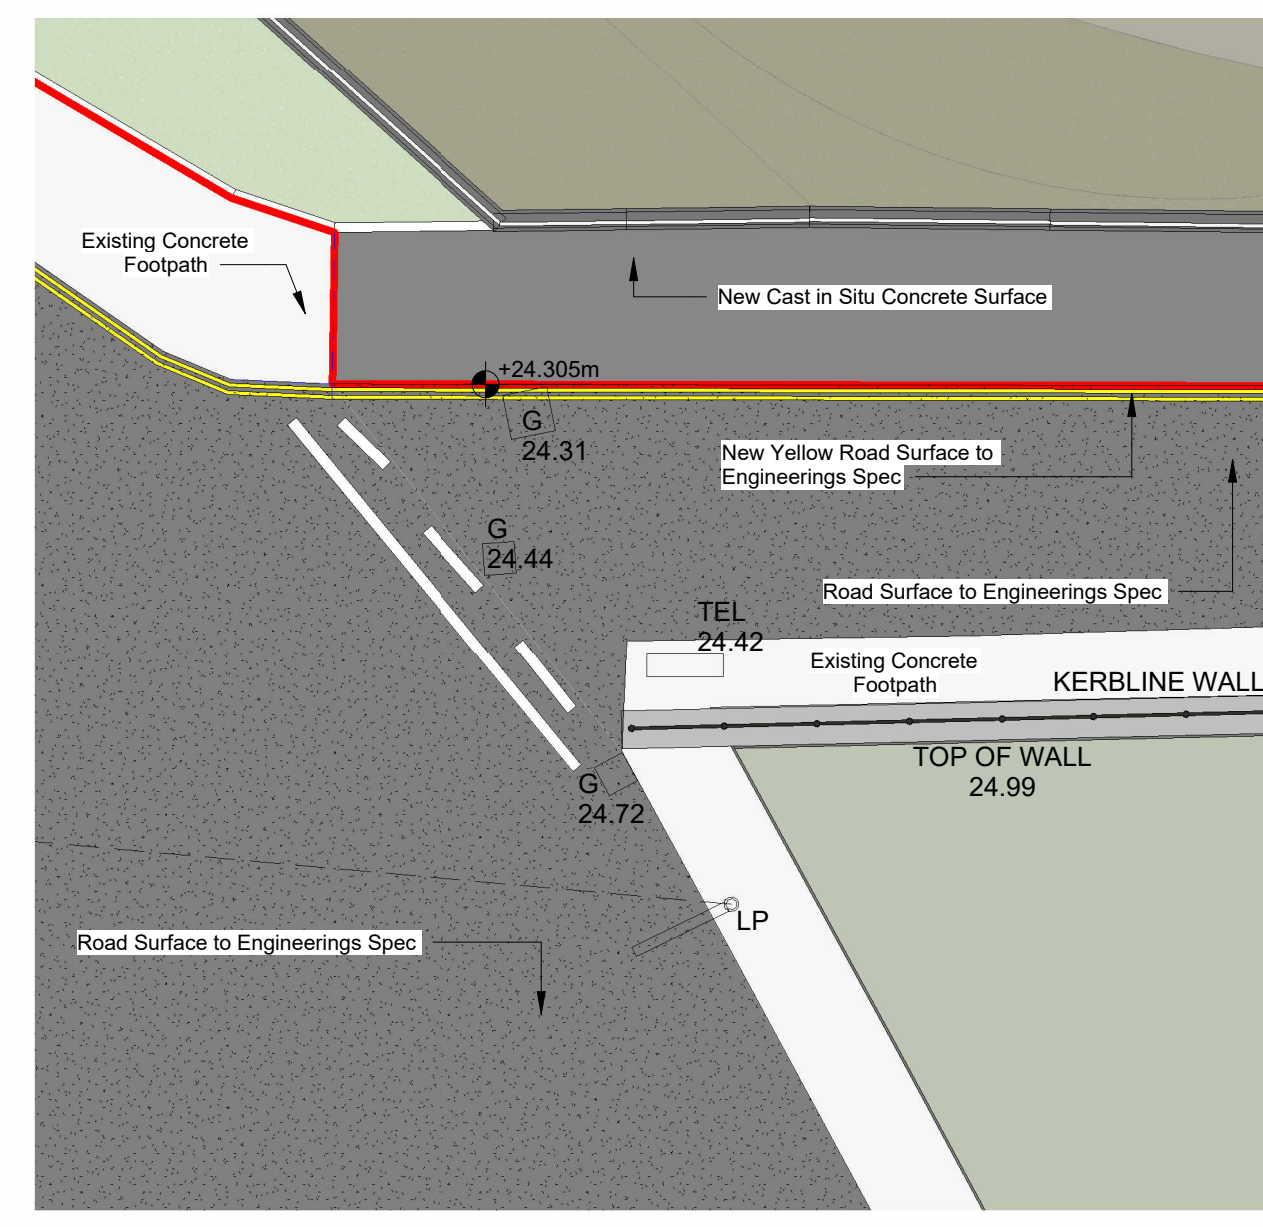 Existing Concrete
Footpath
New Cast in Situ Concrete Surface
+24.305m
G
24.31
New Yellow Road Surface to
Engineerings Spec
G
24.44
Road Surface to Engineerings Spec
TEL
24.42
Existing Concrete
Footpath
KERBLINE WALL
TOP OF WALL
24.99
G
24.72
LP
Road Surface to Engineerings Spec